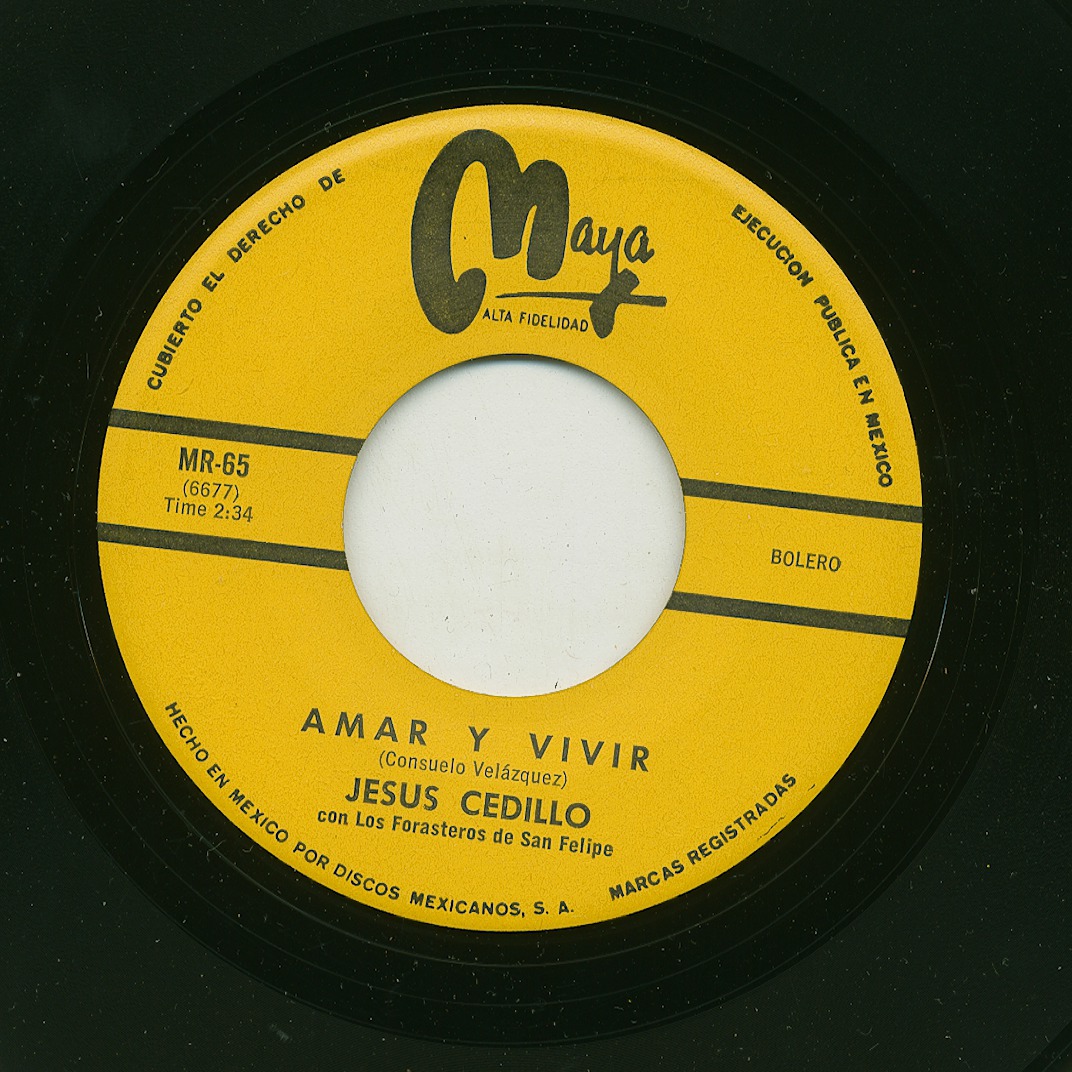 Maya
ALTA FIDELIDAD
CUBIERTO EL DERECHO DE
EJECUCION PUBLICA EN MEXICO
MR-65
(6677)
Time 2:34
BOLERO
AMAR Y VIVIR
(Consuelo Velázquez)
JESUS CEDILLO
con Los Forasteros de San Felipe
HECHO EN MEXICO POR DISCOS MEXICANOS, S. A.
MARCAS REGISTRADAS